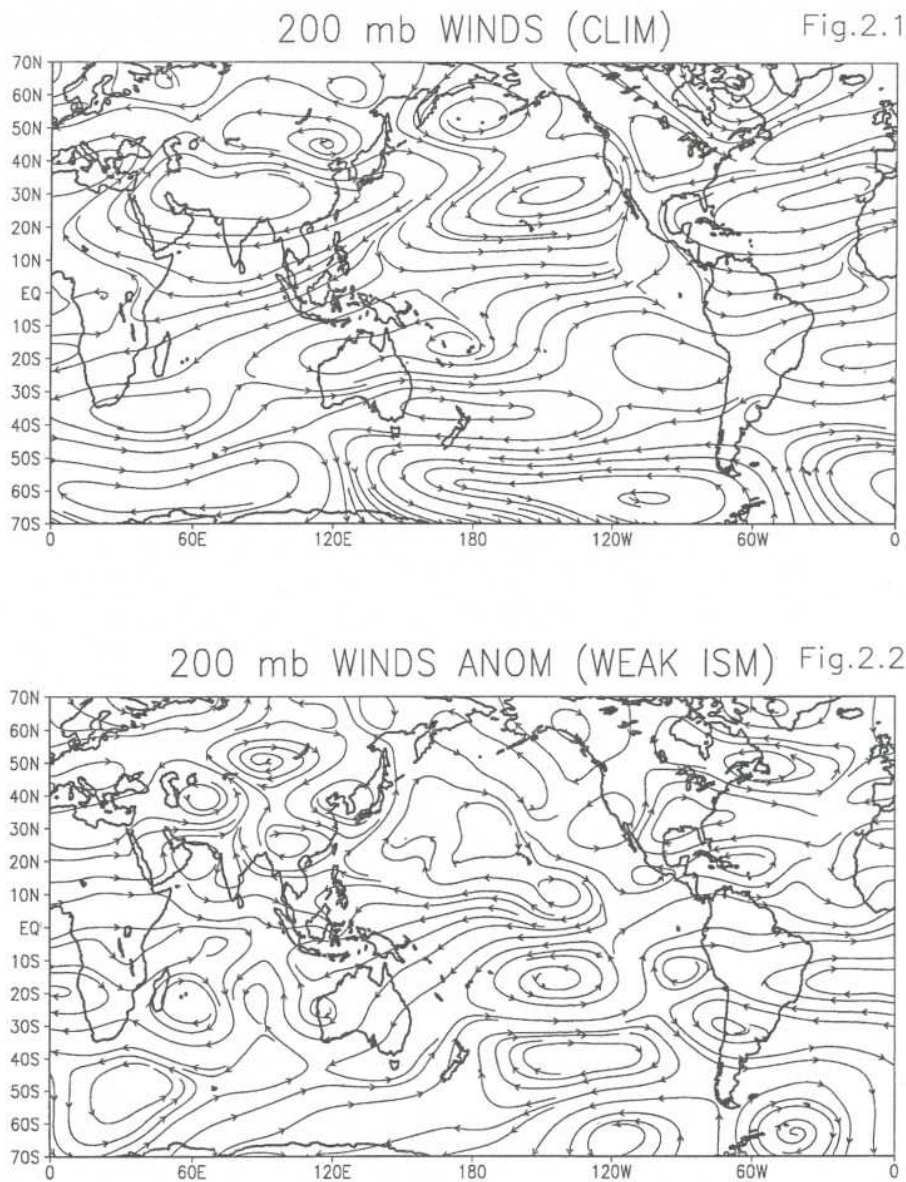 200 mb WINDS (CLIM) Fig.2.1
70N
60N
50N
40N
30N
20N
10N
EQ
10S
20S
30S
40S
50S
60S
70S
0 60E 120E 180 120W 60W 0
200 mb WINDS ANOM (WEAK ISM) Fig.2.2
70N
60N
50N
40N
30N
20N
10N
EQ
10S
20S
30S
40S
50S
60S
70S
0 60E 120E 180 120W 60W 0